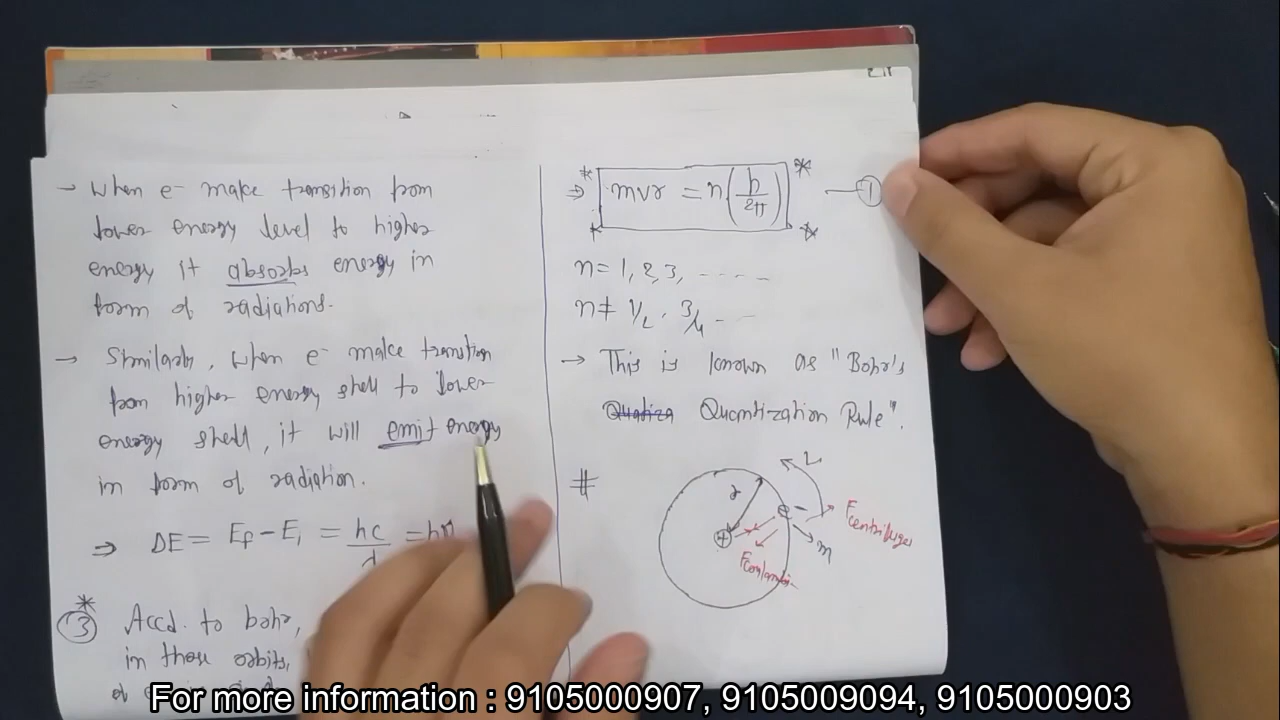 → When e- make transition from
lower energy level to higher
energy it absorbs energy in
form of radiations.
→ Similarly, when e- make transition
from higher energy shell to lower
energy shell, it will emit energy
in form of radiation.
⇒ ΔE = Ef - Ei = hc/λ = hν
* ③ Accd. to bohr,
in those orbits,
of
* ⇒ mvr = n(h/2π) * — ①
* *
n = 1, 2, 3, - - - -
n ≠ 1/2, 3/4 - -
→ This is known as "Bohr's
Quantization Rule".
#
L
r
e -
+
m
F centrifugal
For more information : 9105000907, 9105009094, 9105000903